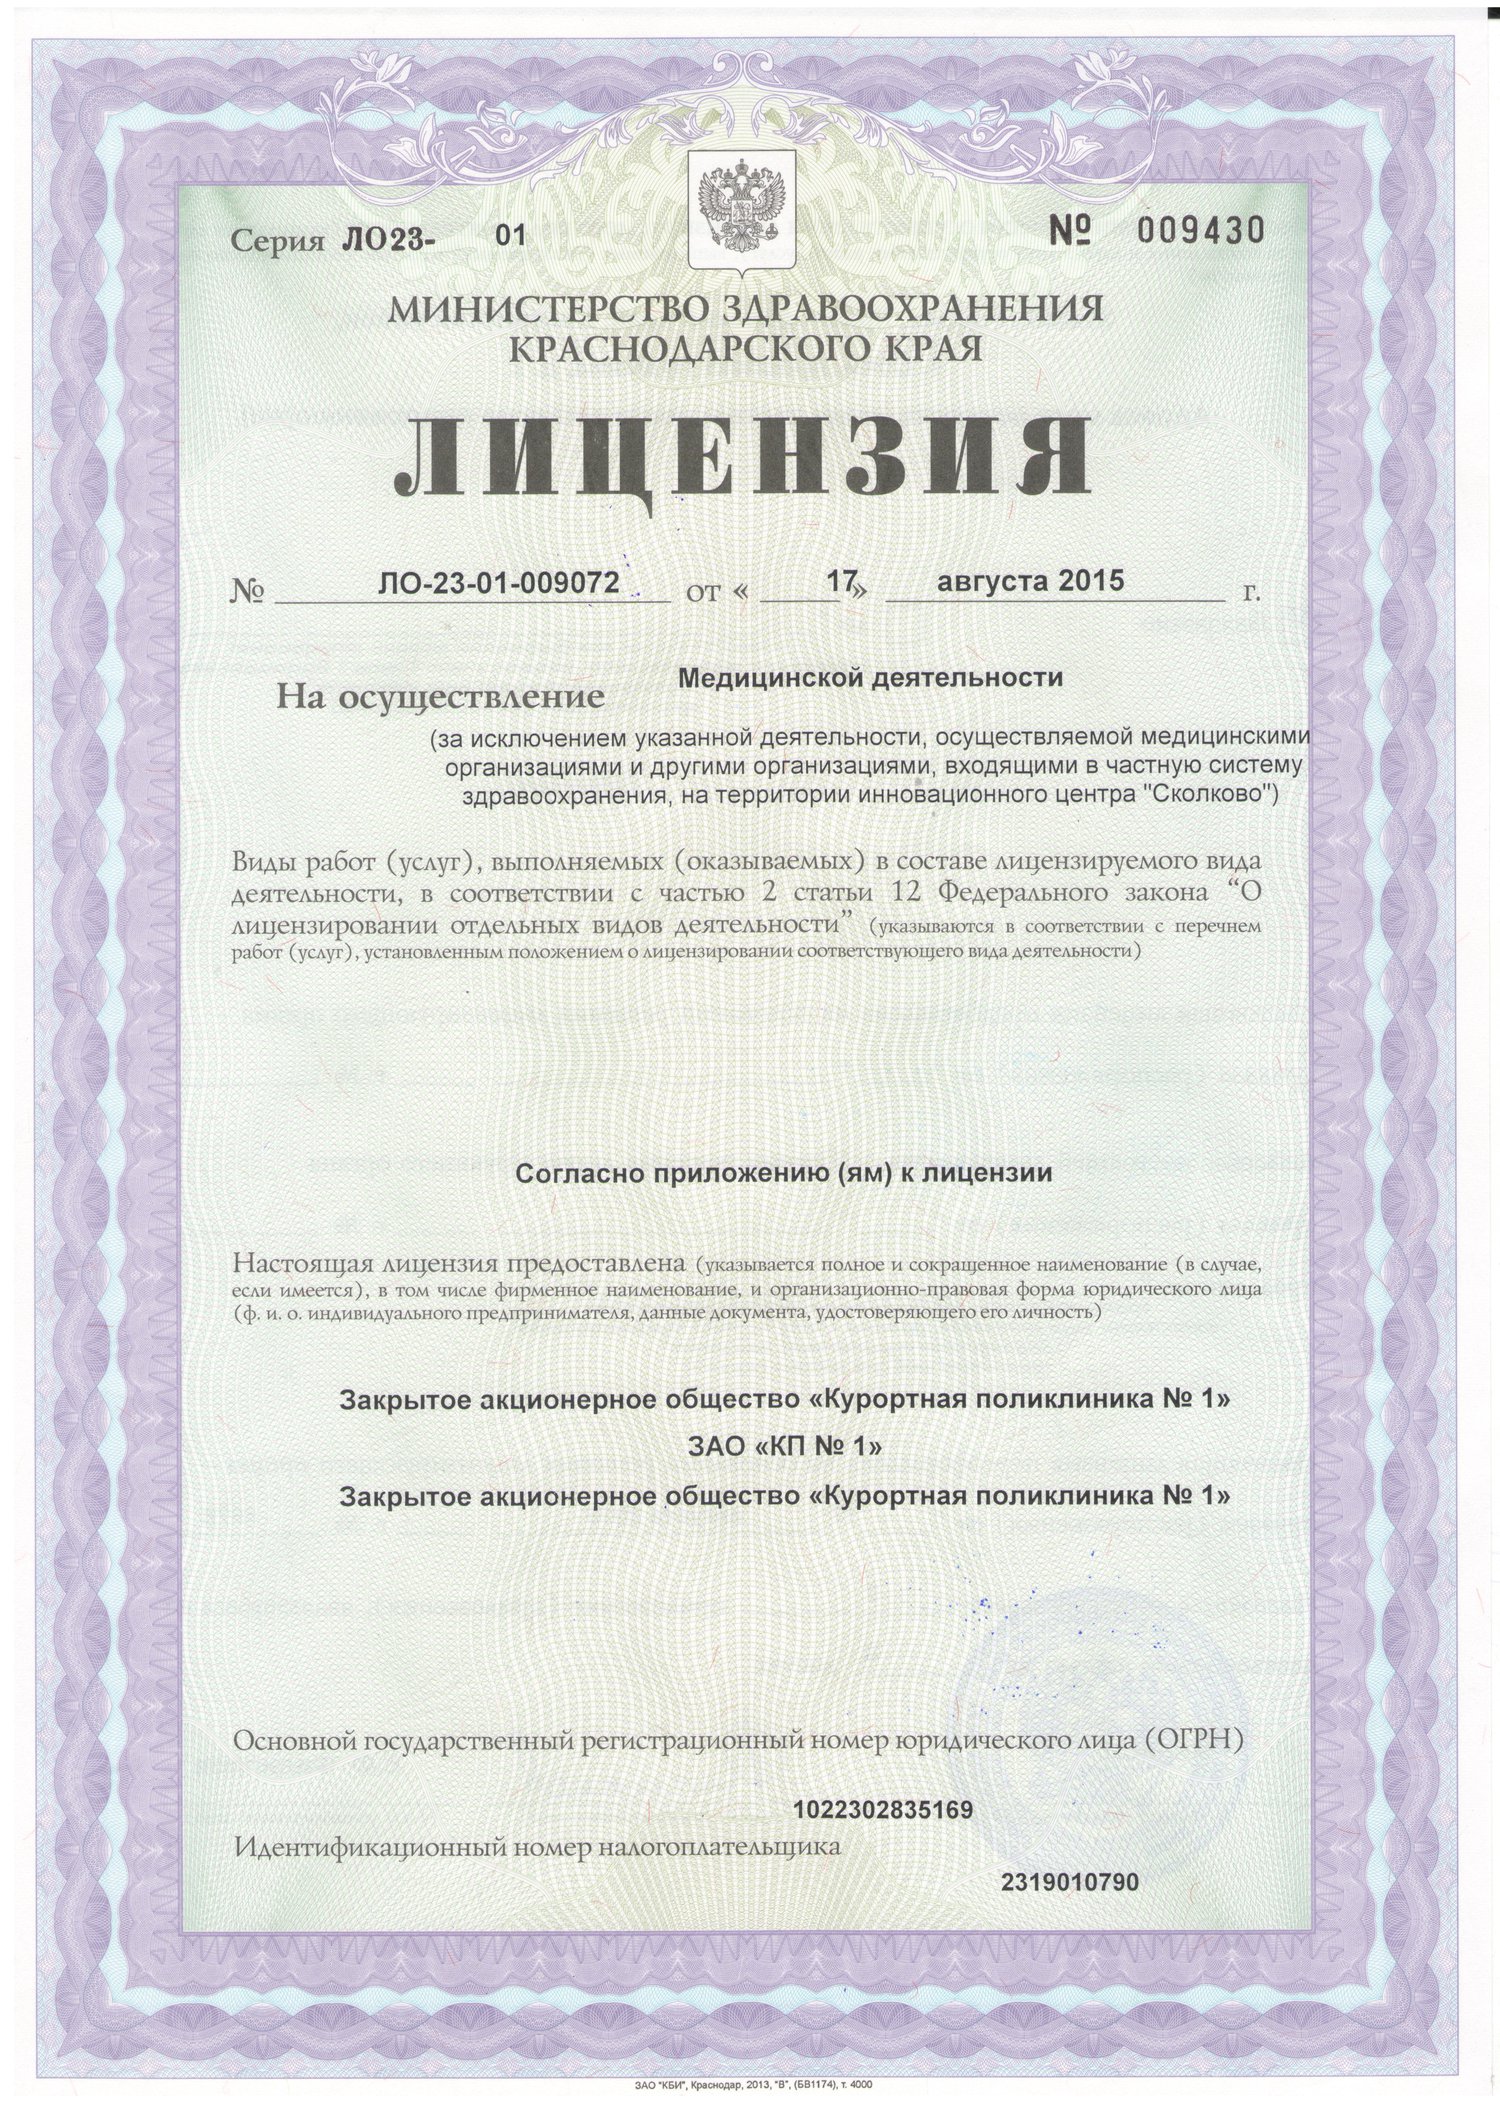 Серия ЛО23- 01 № 009430
МИНИСТЕРСТВО ЗДРАВООХРАНЕНИЯ
КРАСНОДАРСКОГО КРАЯ
ЛИЦЕНЗИЯ
№ ЛО-23-01-009072 от « 17» августа 2015 г.
На осуществление Медицинской деятельности
(за исключением указанной деятельности, осуществляемой медицинскими
организациями и другими организациями, входящими в частную систему
здравоохранения, на территории инновационного центра "Сколково")
Виды работ (услуг), выполняемых (оказываемых) в составе лицензируемого вида
деятельности, в соответствии с частью 2 статьи 12 Федерального закона “О
лицензировании отдельных видов деятельности” (указываются в соответствии с перечнем
работ (услуг), установленным положением о лицензировании соответствующего вида деятельности)
Согласно приложению (ям) к лицензии
Настоящая лицензия предоставлена (указывается полное и сокращенное наименование (в случае,
если имеется), в том числе фирменное наименование, и организационно-правовая форма юридического лица
(ф. и. о. индивидуального предпринимателя, данные документа, удостоверяющего его личность)
Закрытое акционерное общество «Курортная поликлиника № 1»
ЗАО «КП № 1»
Закрытое акционерное общество «Курортная поликлиника № 1»
Основной государственный регистрационный номер юридического лица (ОГРН)
1022302835169
Идентификационный номер налогоплательщика
2319010790
ЗАО "КБИ", Краснодар, 2013, "В", (БВ1174), т. 4000